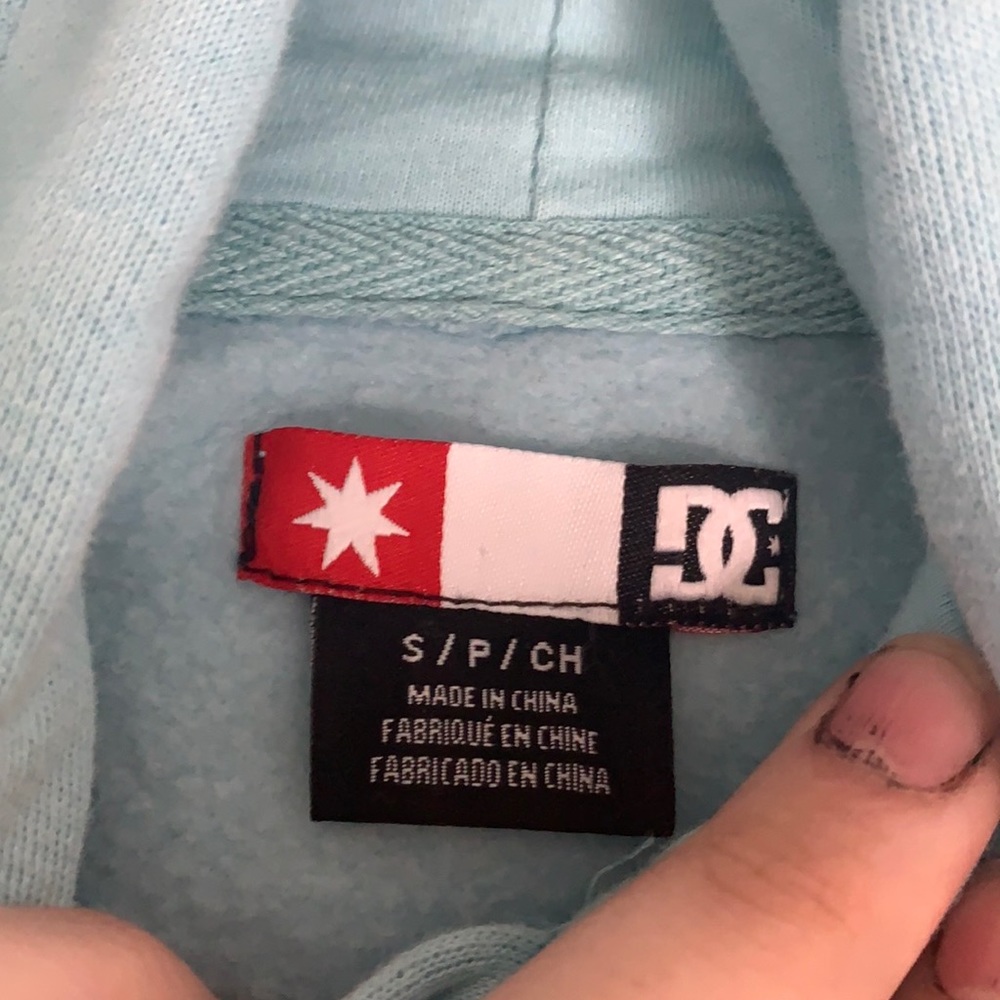 DC
S / P / CH
MADE IN CHINA
FABRIQUÉ EN CHINE
FABRICADO EN CHINA